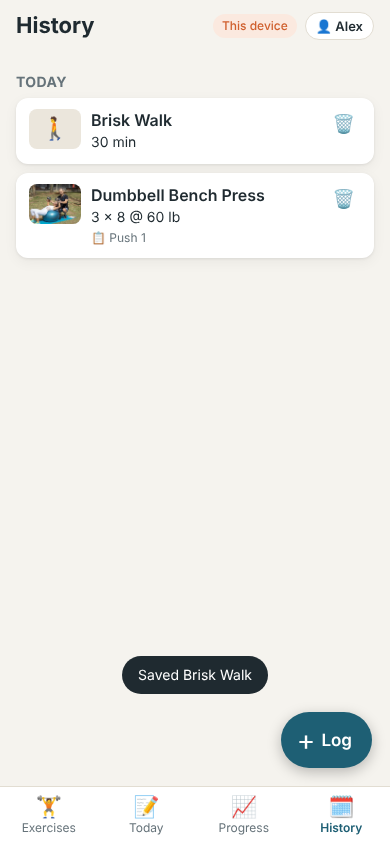 History
This device
Alex
TODAY
Brisk Walk
30 min
Dumbbell Bench Press
3 × 8 @ 60 lb
Push 1
Saved Brisk Walk
+ Log
Exercises
Today
Progress
History